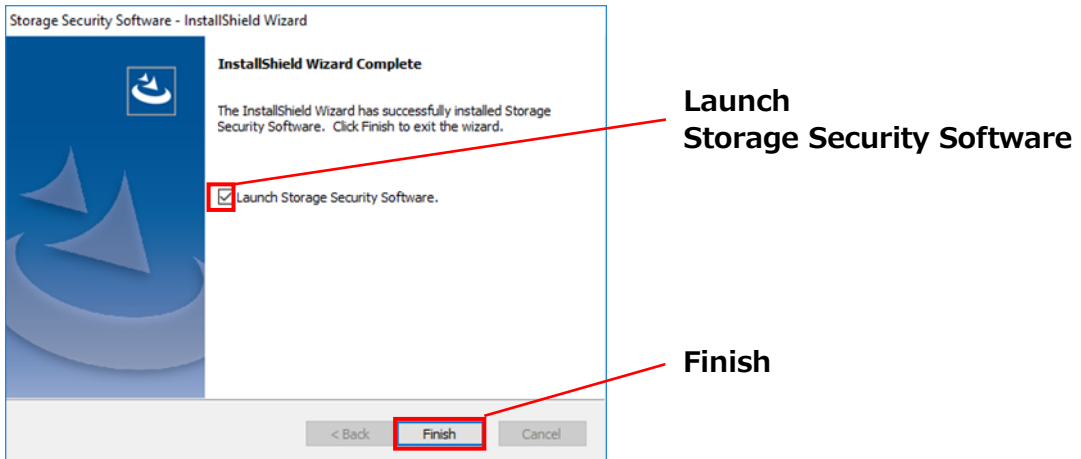 Storage Security Software - InstallShield Wizard
InstallShield Wizard Complete
The InstallShield Wizard has successfully installed Storage
Security Software. Click Finish to exit the wizard.
Launch Storage Security Software.
< Back
Finish
Cancel
Launch
Storage Security Software
Finish